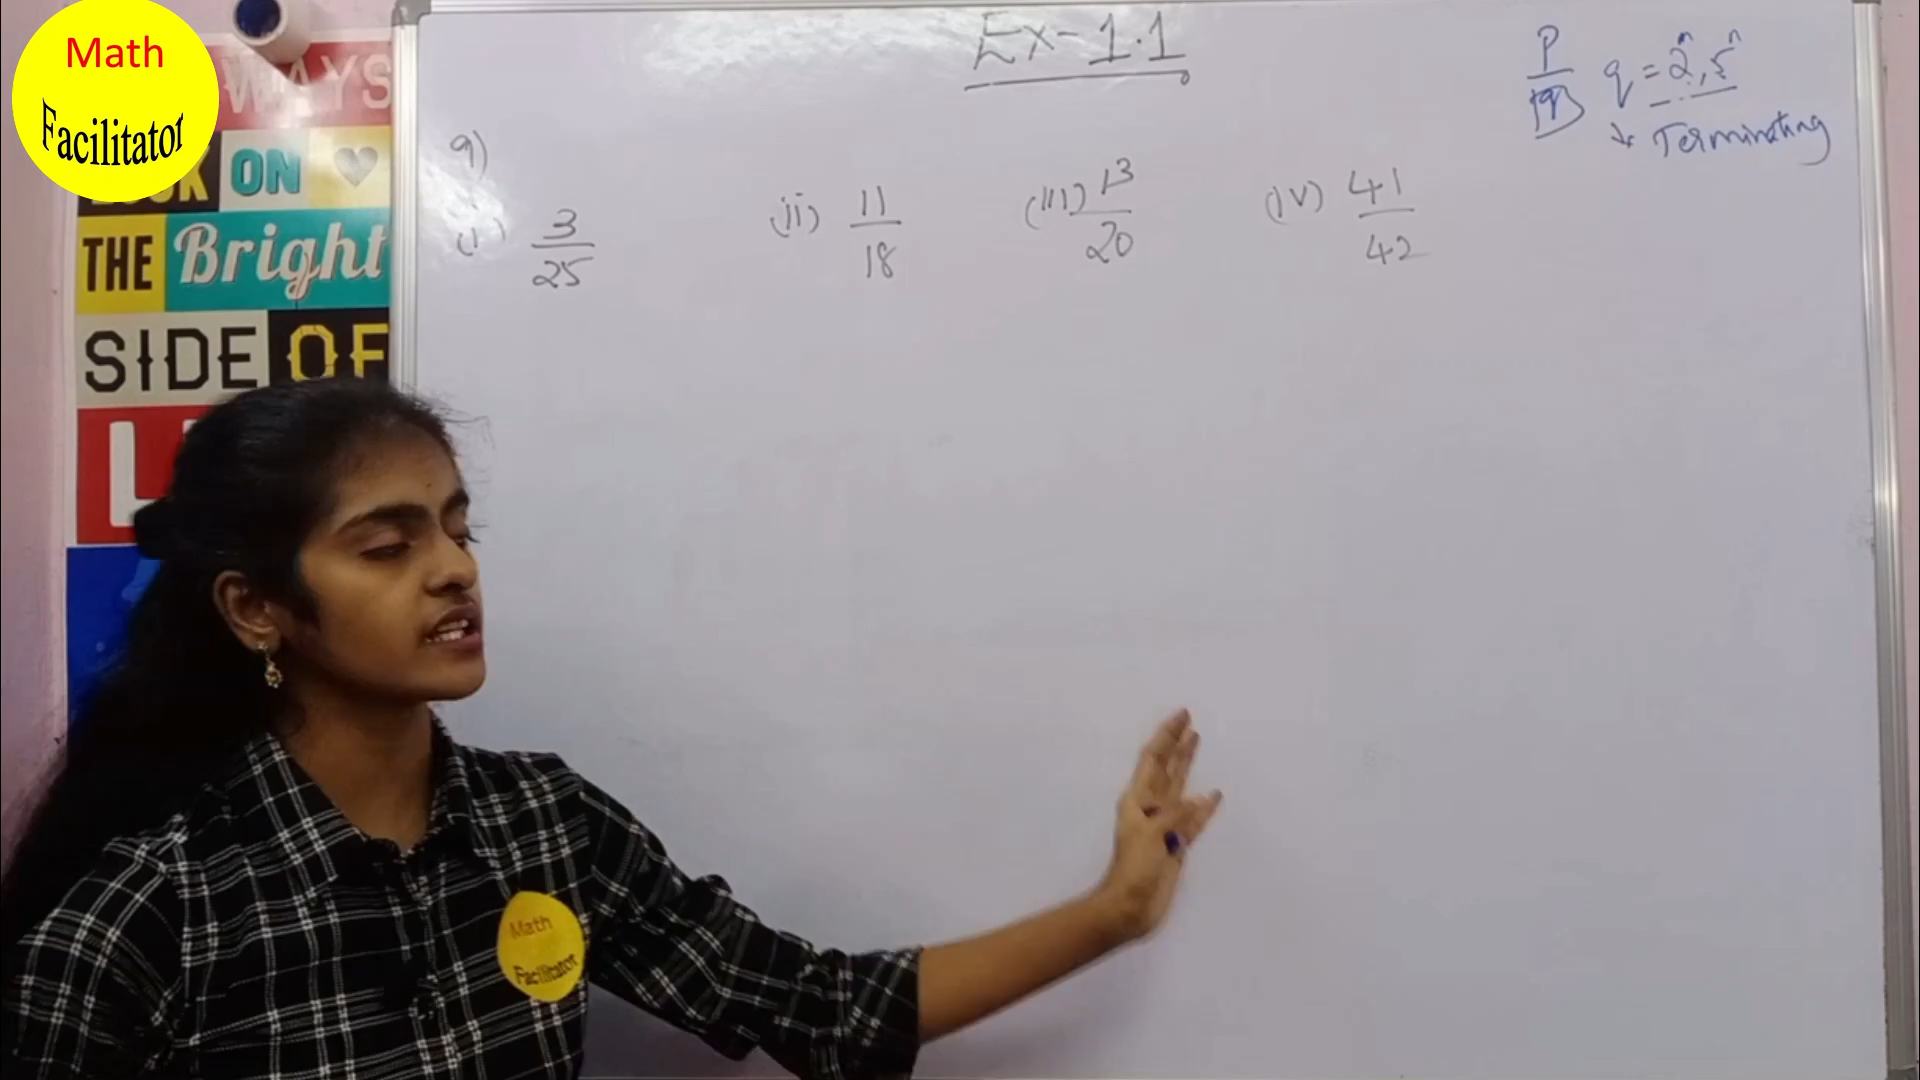 Math
Facilitator
WAYS
ON
THE Bright
SIDE OF
L
Ex-1.1
P/q q = 2ⁿ, 5ⁿ
↓ Terminating
9)
(i) 3/25 (ii) 11/18 (iii) 13/20 (iv) 41/42
Math
Facilitator